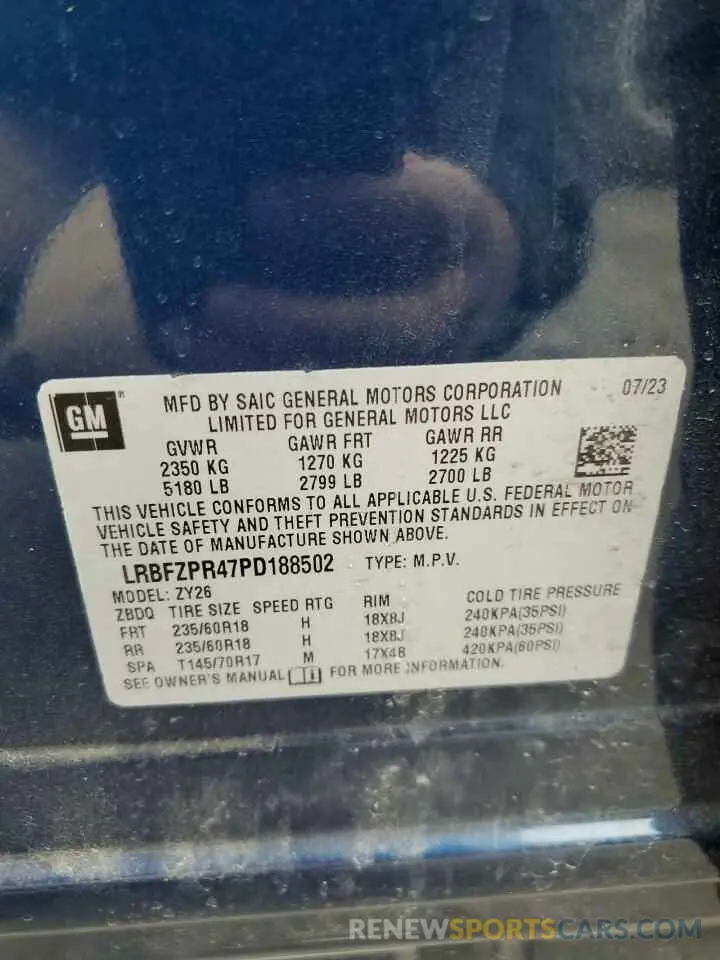 GM
MFD BY SAIC GENERAL MOTORS CORPORATION 07/23
LIMITED FOR GENERAL MOTORS LLC
GVWR GAWR FRT GAWR RR
2350 KG 1270 KG 1225 KG
5180 LB 2799 LB 2700 LB
THIS VEHICLE CONFORMS TO ALL APPLICABLE U.S. FEDERAL MOTOR
VEHICLE SAFETY AND THEFT PREVENTION STANDARDS IN EFFECT ON
THE DATE OF MANUFACTURE SHOWN ABOVE.
LRBFZPR47PD188502 TYPE: M.P.V.
MODEL: ZY26
ZBDQ TIRE SIZE SPEED RTG RIM COLD TIRE PRESSURE
FRT 235/60R18 H 18X8J 240KPA(35PSI)
RR 235/60R18 H 18X8J 240KPA(35PSI)
SPA T145/70R17 M 17X4B 420KPA(60PSI)
SEE OWNER'S MANUAL FOR MORE INFORMATION.
RENEWSPORTSCARS.COM